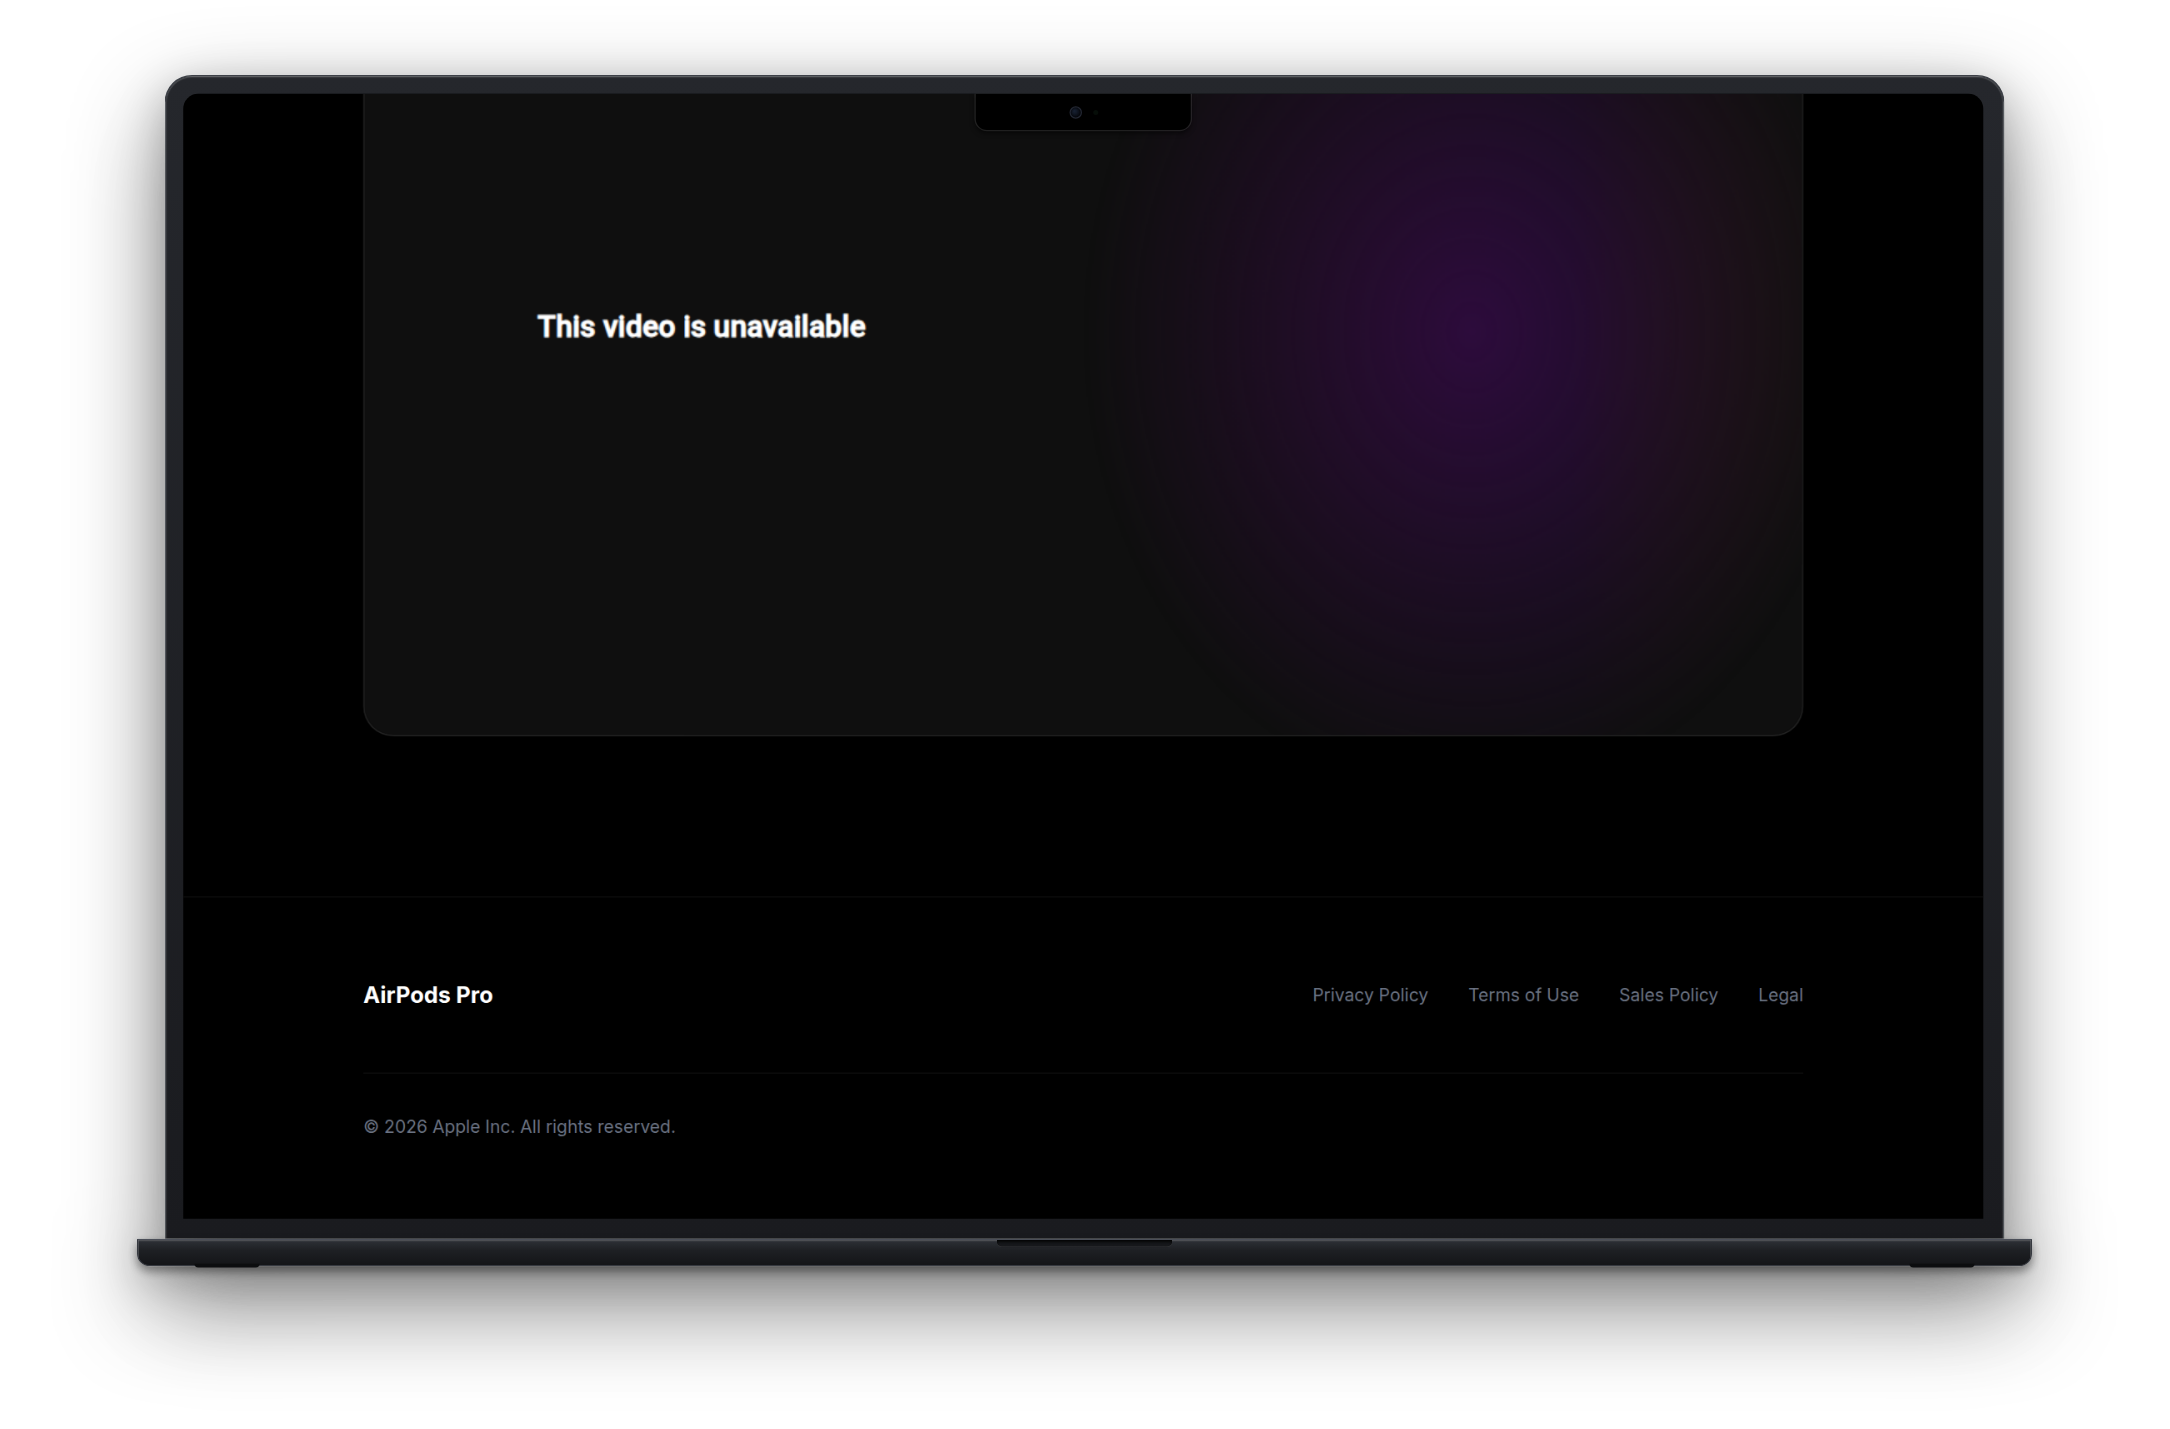 This video is unavailable
AirPods Pro
Privacy Policy
Terms of Use
Sales Policy
Legal
© 2026 Apple Inc. All rights reserved.